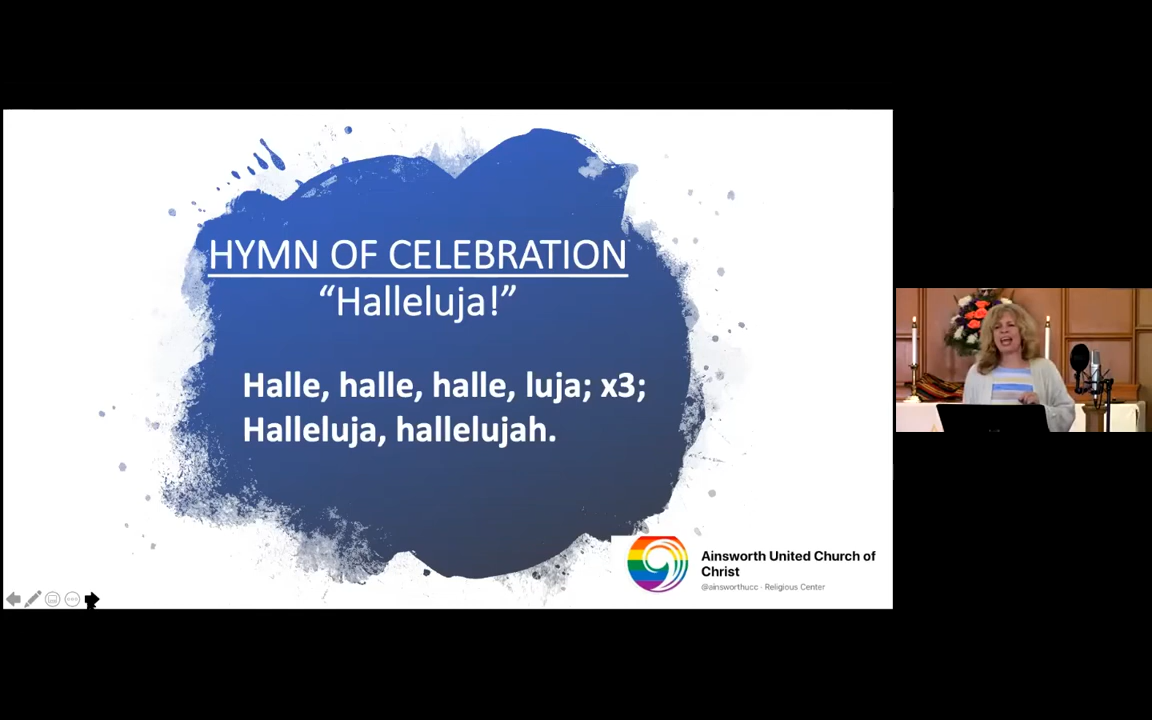 HYMN OF CELEBRATION
“Halleluja!”
Halle, halle, halle, luja; x3;
Halleluja, hallelujah.
Ainsworth United Church of
Christ
@ainsworthucc · Religious Center